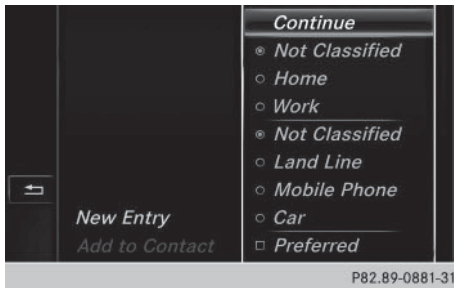 Continue
Not Classified
Home
Work
Not Classified
Land Line
Mobile Phone
Car
Preferred
New Entry
Add to Contact
P82.89-0881-31